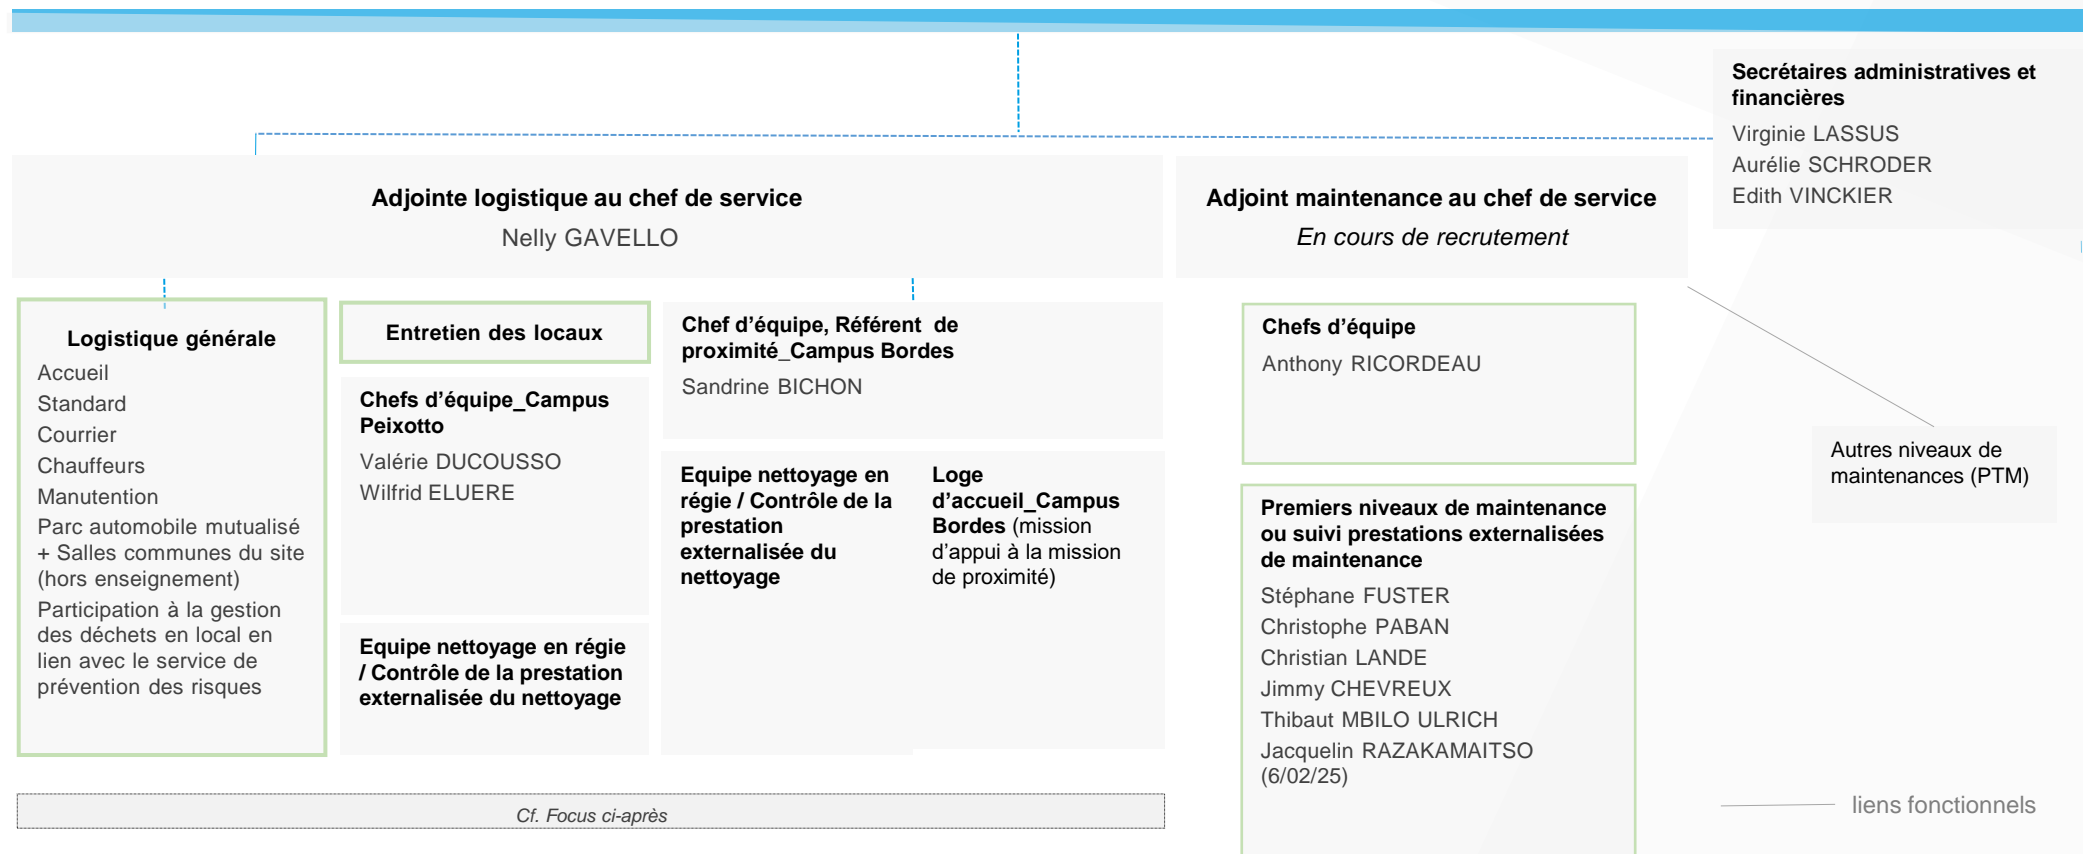 Secrétaires administratives et
financières
Virginie LASSUS
Aurélie SCHRODER
Edith VINCKIER
Adjointe logistique au chef de service
Nelly GAVELLO
Adjoint maintenance au chef de service
En cours de recrutement
Logistique générale
Accueil
Standard
Courrier
Chauffeurs
Manutention
Parc automobile mutualisé
+ Salles communes du site
(hors enseignement)
Participation à la gestion
des déchets en local en
lien avec le service de
prévention des risques
Entretien des locaux
Chefs d'équipe_Campus
Peixotto
Valérie DUCOUSSO
Wilfrid ELUERE
Equipe nettoyage en régie
/ Contrôle de la prestation
externalisée du nettoyage
Chef d'équipe, Référent de
proximité_Campus Bordes
Sandrine BICHON
Equipe nettoyage en
régie / Contrôle de la
prestation
externalisée du
nettoyage
Loge
d'accueil_Campus
Bordes (mission
d'appui à la mission
de proximité)
Chefs d'équipe
Anthony RICORDEAU
Premiers niveaux de maintenance
ou suivi prestations externalisées
de maintenance
Stéphane FUSTER
Christophe PABAN
Christian LANDE
Jimmy CHEVREUX
Thibaut MBILO ULRICH
Jacquelin RAZAKAMAITSO
(6/02/25)
Autres niveaux de
maintenances (PTM)
Cf. Focus ci-après
liens fonctionnels